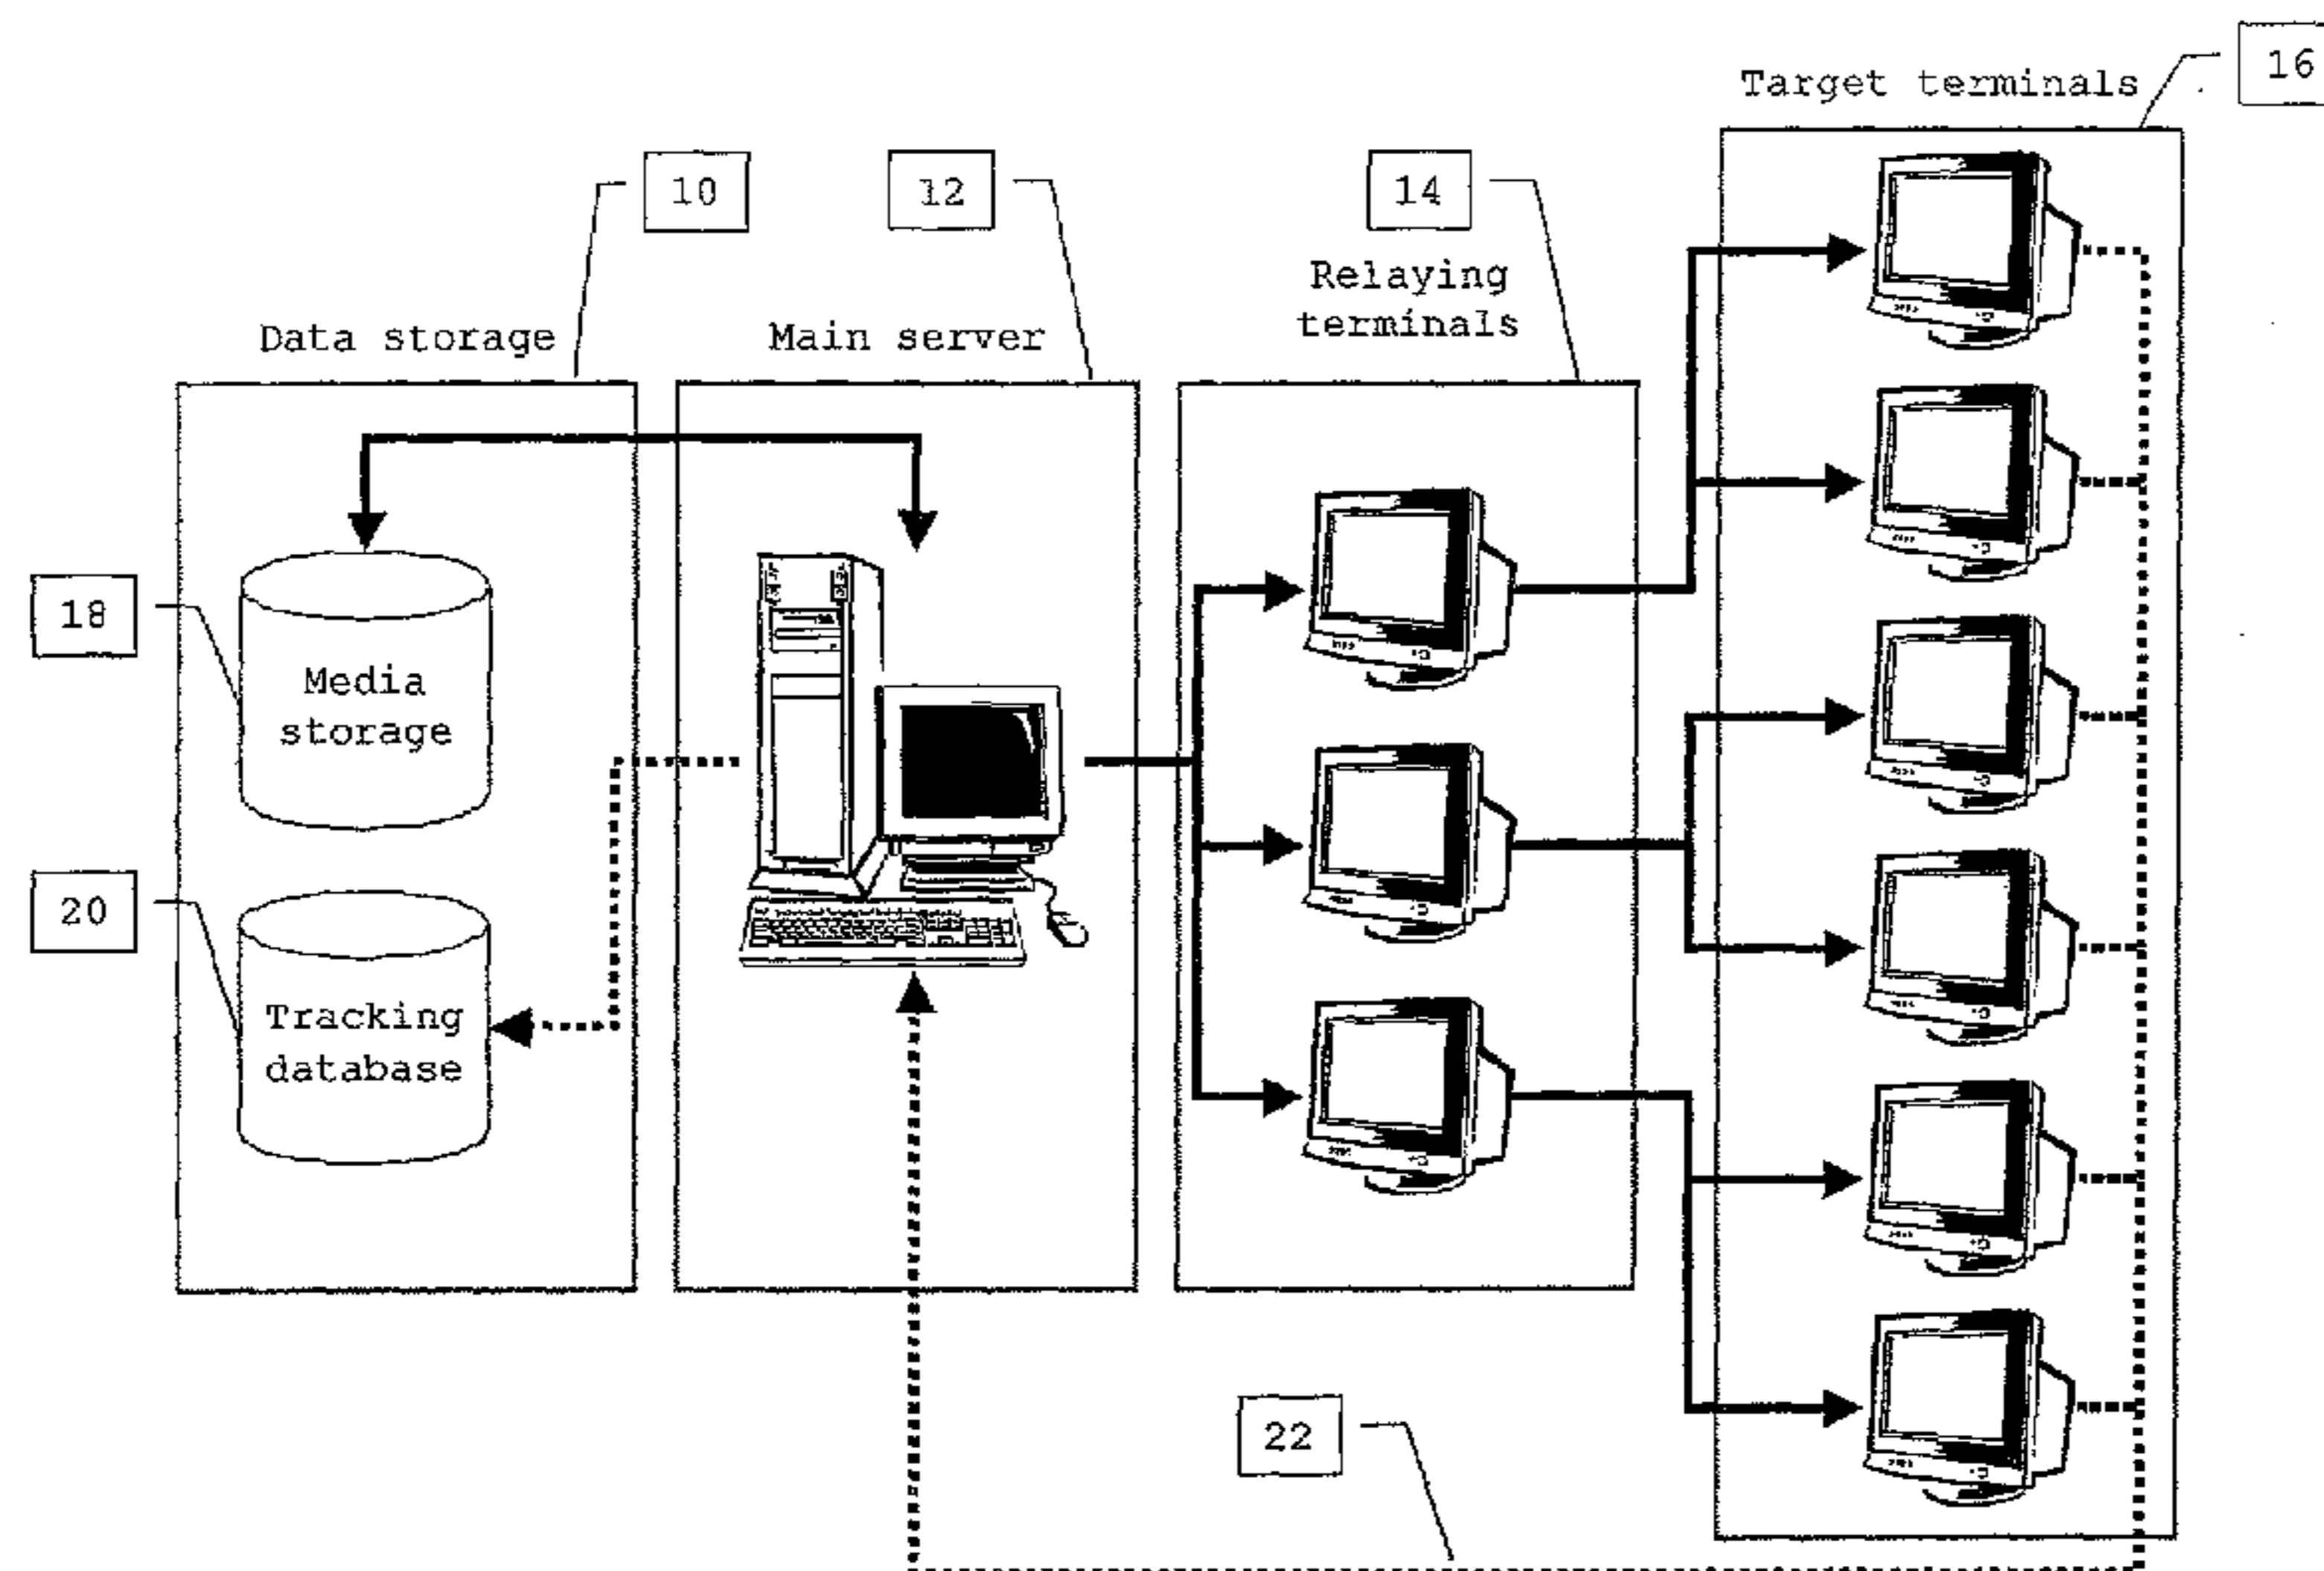 16
Target terminals
10
12
14
Relaying
terminals
Data storage
Main server
18
Media
storage
20
Tracking
database
22